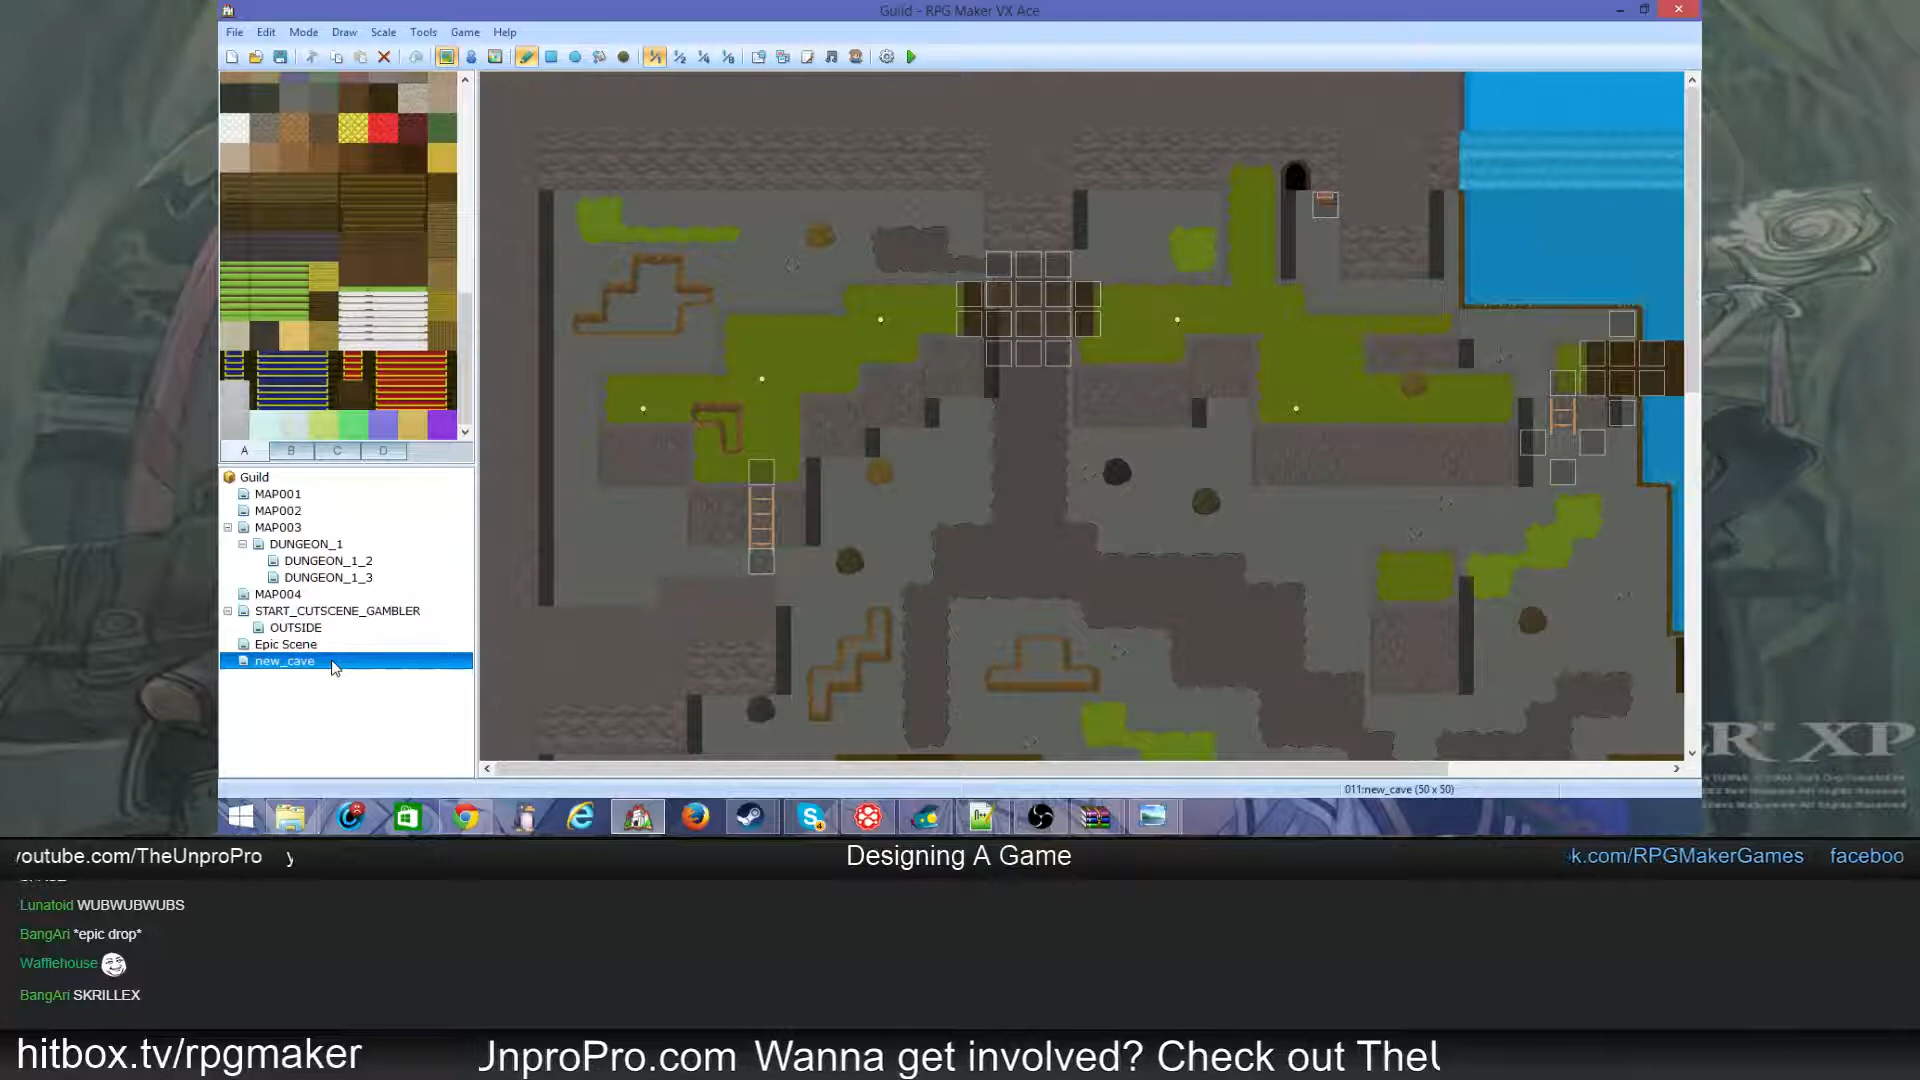 Guild - RPG Maker VX Ace
File Edit Mode Draw Scale Tools Game Help
A B C D
Guild
MAP001
MAP002
MAP003
DUNGEON_1
DUNGEON_1_2
DUNGEON_1_3
MAP004
START_CUTSCENE_GAMBLER
OUTSIDE
Epic Scene
new_cave
R XP
011:new_cave (50 x 50)
youtube.com/TheUnproPro y
Designing A Game
k.com/RPGMakerGames faceboo
Lunatoid WUBWUBWUBS
BangAri *epic drop*
Wafflehouse
BangAri SKRILLEX
hitbox.tv/rpgmaker
JnproPro.com Wanna get involved? Check out TheU